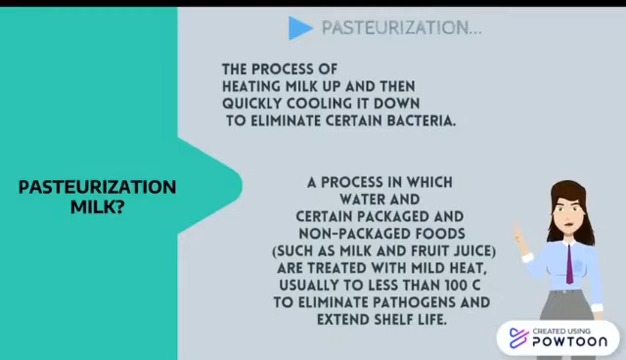 PASTEURIZATION...
THE PROCESS OF
HEATING MILK UP AND THEN
QUICKLY COOLING IT DOWN
TO ELIMINATE CERTAIN BACTERIA.
PASTEURIZATION
MILK?
A PROCESS IN WHICH
WATER AND
CERTAIN PACKAGED AND
NON-PACKAGED FOODS
(SUCH AS MILK AND FRUIT JUICE)
ARE TREATED WITH MILD HEAT,
USUALLY TO LESS THAN 100 C
TO ELIMINATE PATHOGENS AND
EXTEND SHELF LIFE.
CREATED USING
POWTOON